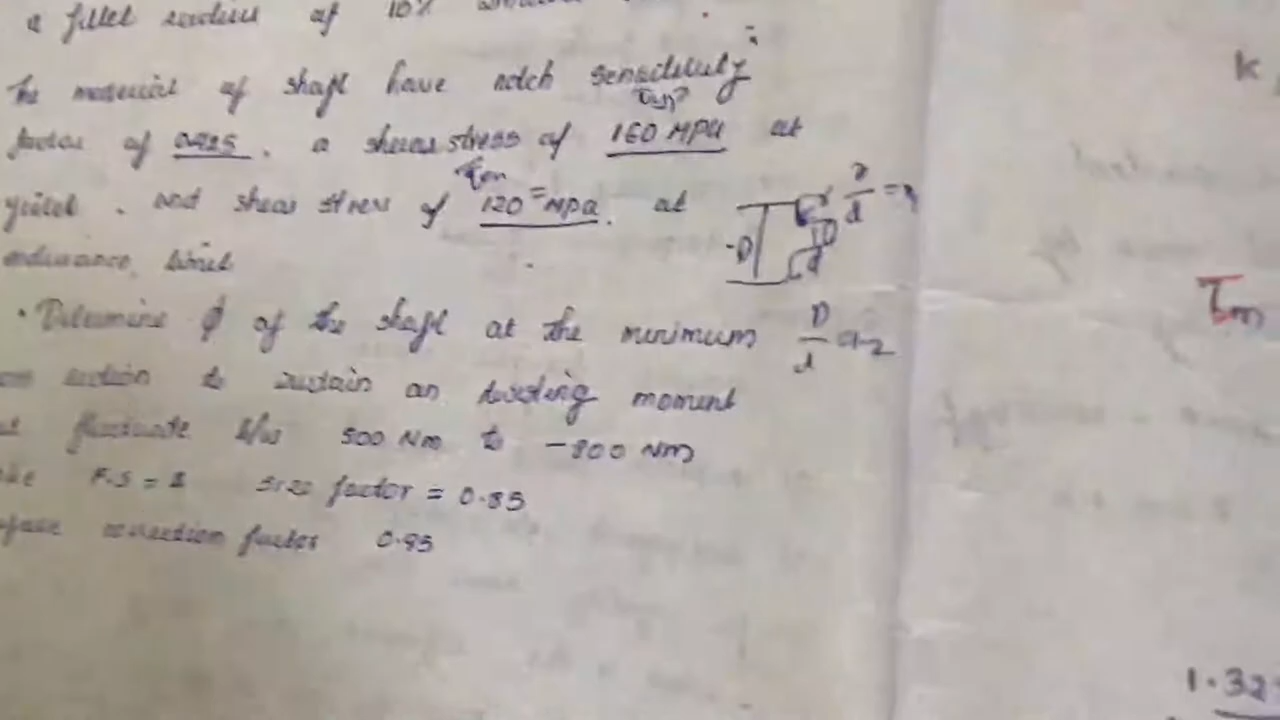 a fillet radius of 10%
K
The material of shaft have notch sensitivity
factor of 0.925 . a shear stress of 160 MPa at
yield . and shear stress of 120 = MPa . at
endurance limit
D
d
Determine ϕ of the shaft at the minimum
D/d
τm
section to sustain an twisting moment
fluctuate b/w 500 Nm to -800 Nm
F.S = 2 size factor = 0.85
correction factor 0.95
1.32